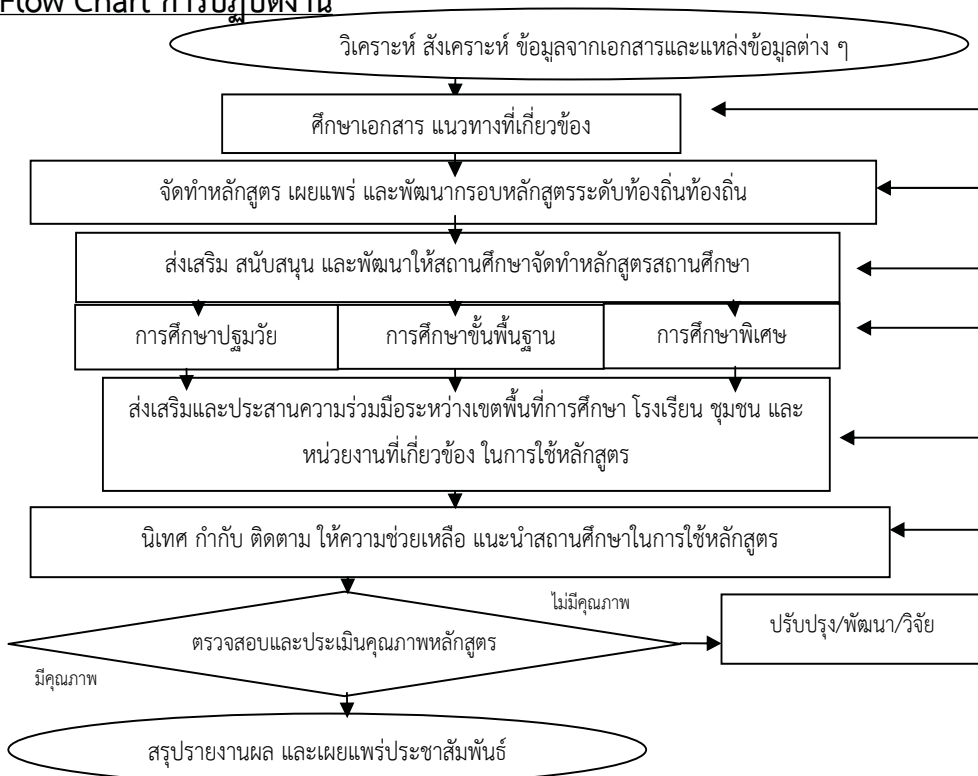 Flow Chart การปฏิบัติงาน
วิเคราะห์ สังเคราะห์ ข้อมูลจากเอกสารและแหล่งข้อมูลต่าง ๆ
ศึกษาเอกสาร แนวทางที่เกี่ยวข้อง
จัดทำหลักสูตร เผยแพร่ และพัฒนากรอบหลักสูตรระดับท้องถิ่นท้องถิ่น
ส่งเสริม สนับสนุน และพัฒนาให้สถานศึกษาจัดทำหลักสูตรสถานศึกษา
การศึกษาปฐมวัย
การศึกษาขั้นพื้นฐาน
การศึกษาพิเศษ
ส่งเสริมและประสานความร่วมมือระหว่างเขตพื้นที่การศึกษา โรงเรียน ชุมชน และ
หน่วยงานที่เกี่ยวข้อง ในการใช้หลักสูตร
นิเทศ กำกับ ติดตาม ให้ความช่วยเหลือ แนะนำสถานศึกษาในการใช้หลักสูตร
ไม่มีคุณภาพ
ตรวจสอบและประเมินคุณภาพหลักสูตร
ปรับปรุง/พัฒนา/วิจัย
มีคุณภาพ
สรุปรายงานผล และเผยแพร่ประชาสัมพันธ์